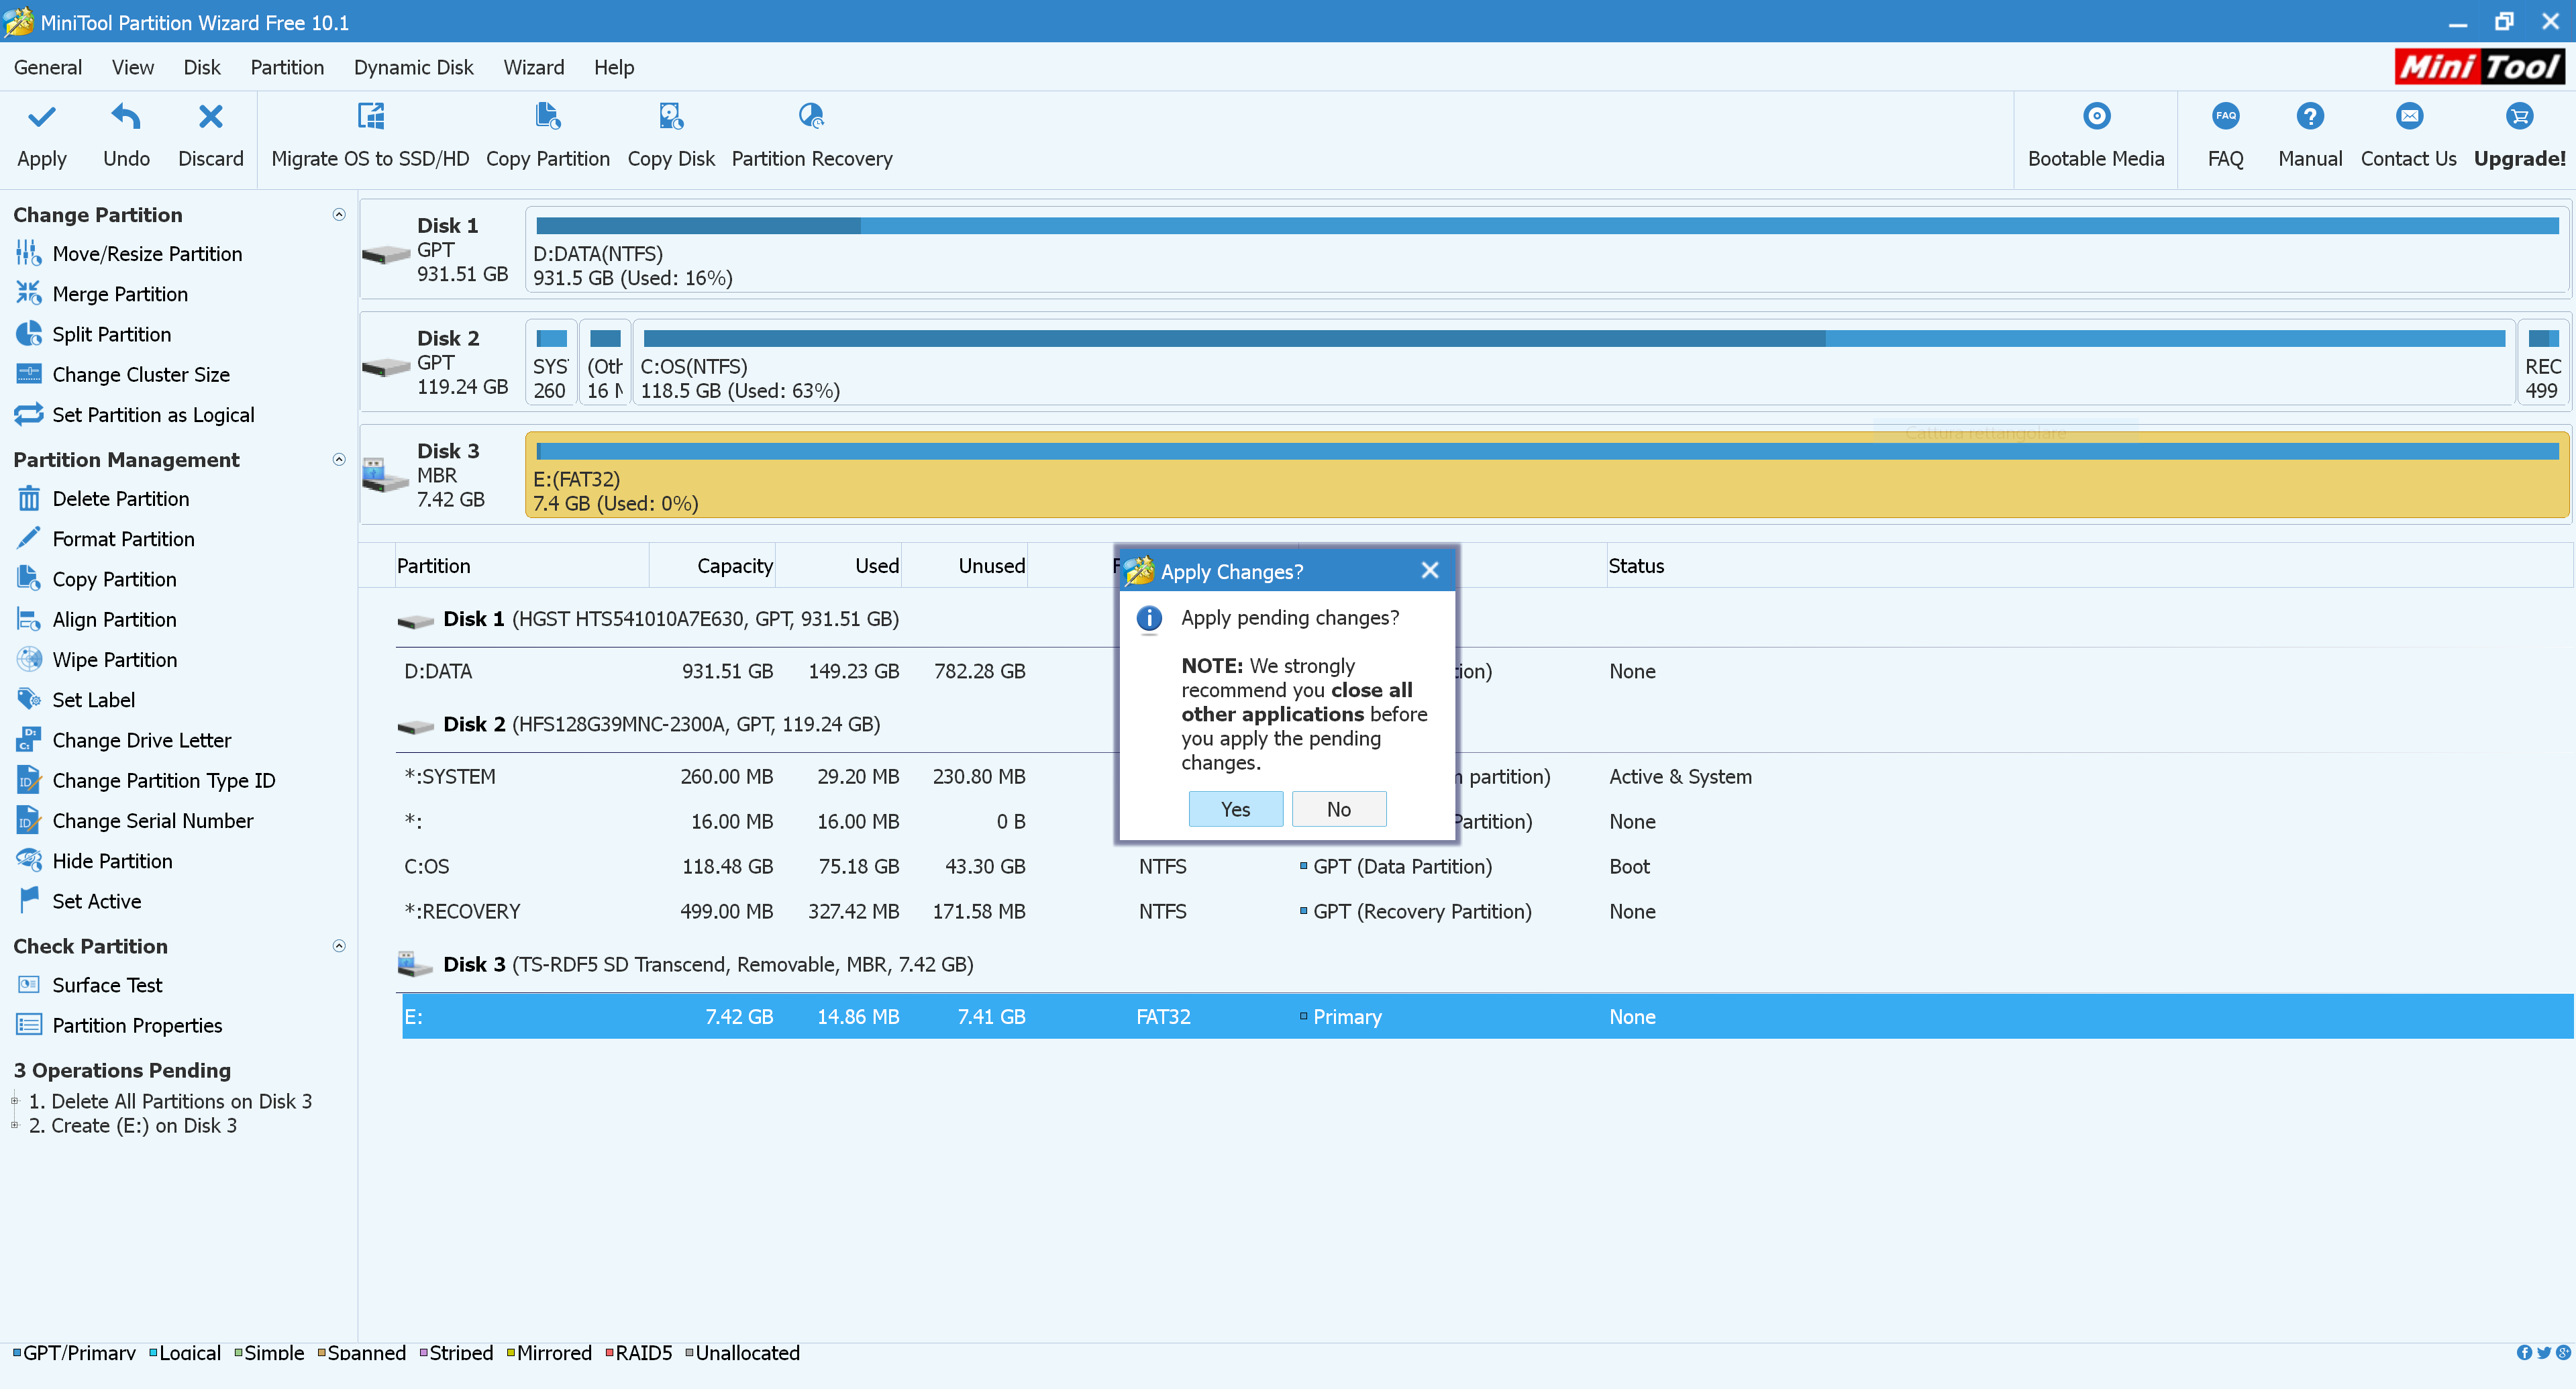 MiniTool Partition Wizard Free 10.1
General View Disk Partition Dynamic Disk Wizard Help
Mini Tool
Apply Undo Discard Migrate OS to SSD/HD Copy Partition Copy Disk Partition Recovery Bootable Media FAQ FAQ Manual Contact Us Upgrade!
Change Partition
Move/Resize Partition
Merge Partition
Split Partition
Change Cluster Size
Set Partition as Logical
Partition Management
Delete Partition
Format Partition
Copy Partition
Align Partition
Wipe Partition
Set Label
Change Drive Letter
Change Partition Type ID
Change Serial Number
Hide Partition
Set Active
Check Partition
Surface Test
Partition Properties
3 Operations Pending
1. Delete All Partitions on Disk 3
2. Create (E:) on Disk 3
Disk 1
GPT
931.51 GB
D:DATA(NTFS)
931.5 GB (Used: 16%)
Disk 2
GPT
119.24 GB
SYS
260
(Oth
16 M
C:OS(NTFS)
118.5 GB (Used: 63%)
REC
499
Cattura rettangolare
Disk 3
MBR
7.42 GB
E:(FAT32)
7.4 GB (Used: 0%)
Partition Capacity Used Unused F Status
Disk 1 (HGST HTS541010A7E630, GPT, 931.51 GB)
D:DATA 931.51 GB 149.23 GB 782.28 GB tion) None
Disk 2 (HFS128G39MNC-2300A, GPT, 119.24 GB)
*:SYSTEM 260.00 MB 29.20 MB 230.80 MB partition) Active & System
*: 16.00 MB 16.00 MB 0 B Partition) None
C:OS 118.48 GB 75.18 GB 43.30 GB NTFS GPT (Data Partition) Boot
*:RECOVERY 499.00 MB 327.42 MB 171.58 MB NTFS GPT (Recovery Partition) None
Disk 3 (TS-RDF5 SD Transcend, Removable, MBR, 7.42 GB)
E: 7.42 GB 14.86 MB 7.41 GB FAT32 Primary None
Apply Changes?
Apply pending changes?
NOTE: We strongly
recommend you close all
other applications before
you apply the pending
changes.
Yes No
GPT/Primary Logical Simple Spanned Striped Mirrored RAID5 Unallocated